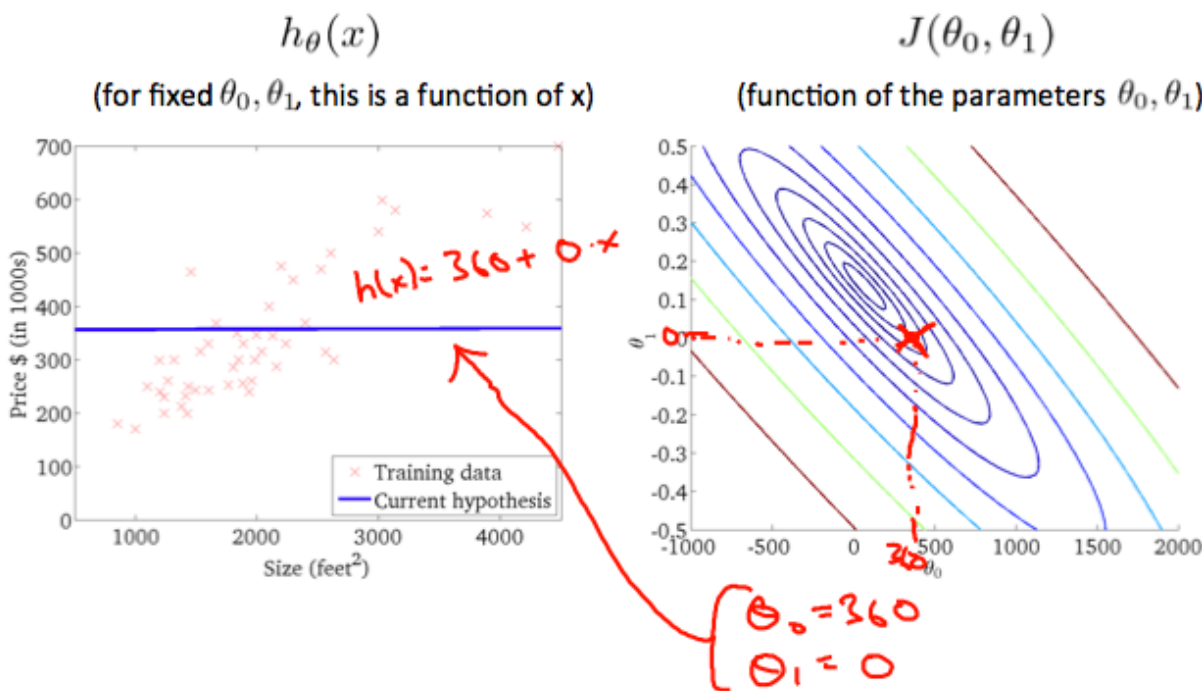 hθ(x)
(for fixed θ0, θ1, this is a function of x)
700
600
500
400
300
200
100
0
Price $ (in 1000s)
1000 2000 3000 4000
Size (feet²)
Training data
Current hypothesis
h(x) = 360 + 0·x
J(θ0, θ1)
(function of the parameters θ0, θ1)
0.5
0.4
0.3
0.2
0.1
0
-0.1
-0.2
-0.3
-0.4
-0.5
θ1
0
-1000 -500 0 500 1000 1500 2000
360
θ0
θ0 = 360
θ1 = 0